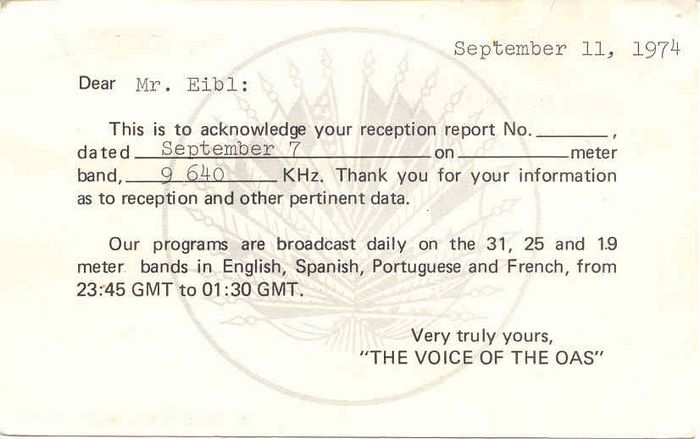 September 11, 1974
Dear Mr. Eibl:
This is to acknowledge your reception report No.________,
dated September 7 on ________ meter
band, 9 640 KHz. Thank you for your information
as to reception and other pertinent data.
Our programs are broadcast daily on the 31, 25 and 19
meter bands in English, Spanish, Portuguese and French, from
23:45 GMT to 01:30 GMT.
Very truly yours,
"THE VOICE OF THE OAS"